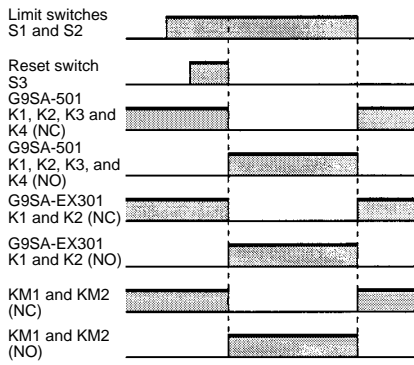 Limit switches
S1 and S2
Reset switch
S3
G9SA-501
K1, K2, K3 and
K4 (NC)
G9SA-501
K1, K2, K3, and
K4 (NO)
G9SA-EX301
K1 and K2 (NC)
G9SA-EX301
K1 and K2 (NO)
KM1 and KM2
(NC)
KM1 and KM2
(NO)